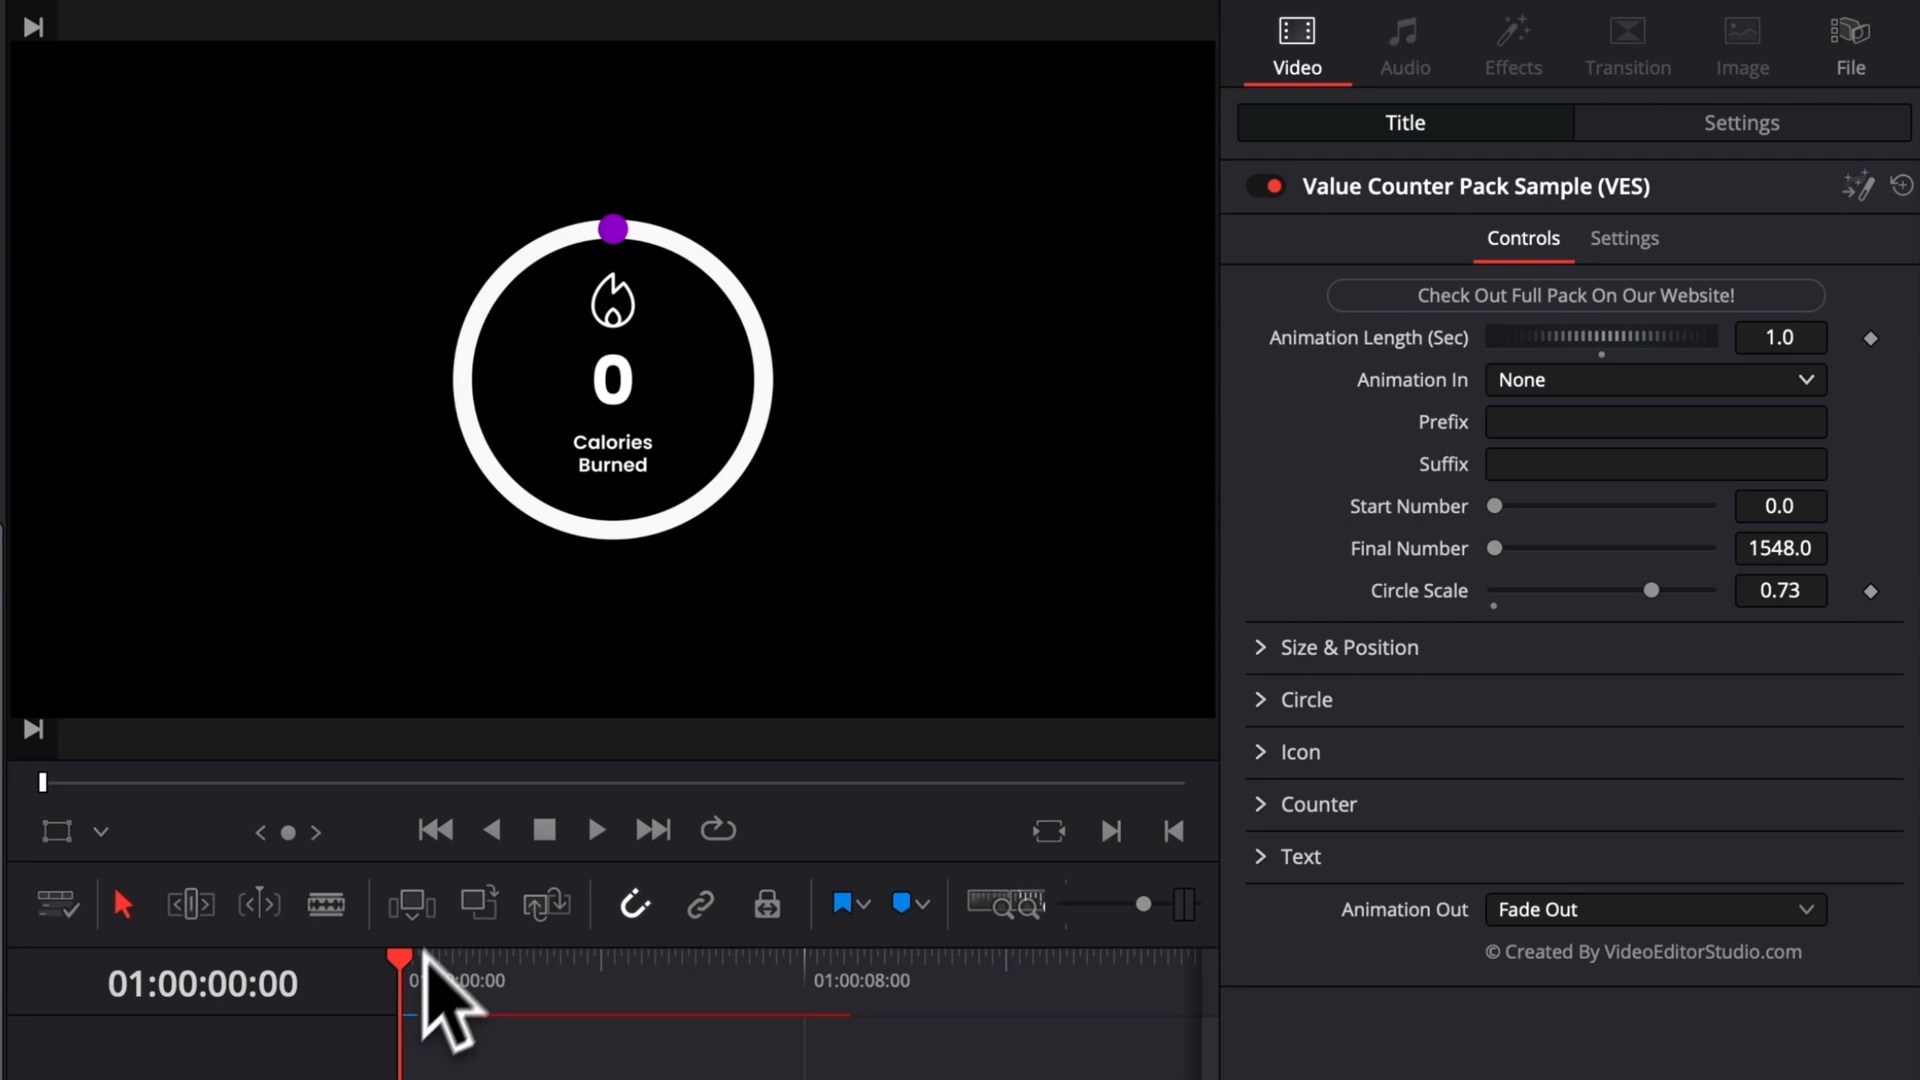 Video
Audio
Effects
Transition
Image
File
Title
Settings
Value Counter Pack Sample (VES)
Controls
Settings
Check Out Full Pack On Our Website!
Animation Length (Sec)
1.0
Animation In
None
Prefix
Suffix
Start Number
0.0
Final Number
1548.0
Circle Scale
0.73
Size & Position
Circle
Icon
Counter
Text
Animation Out
Fade Out
© Created By VideoEditorStudio.com
0
Calories
Burned
01:00:00:00
01:00:08:00